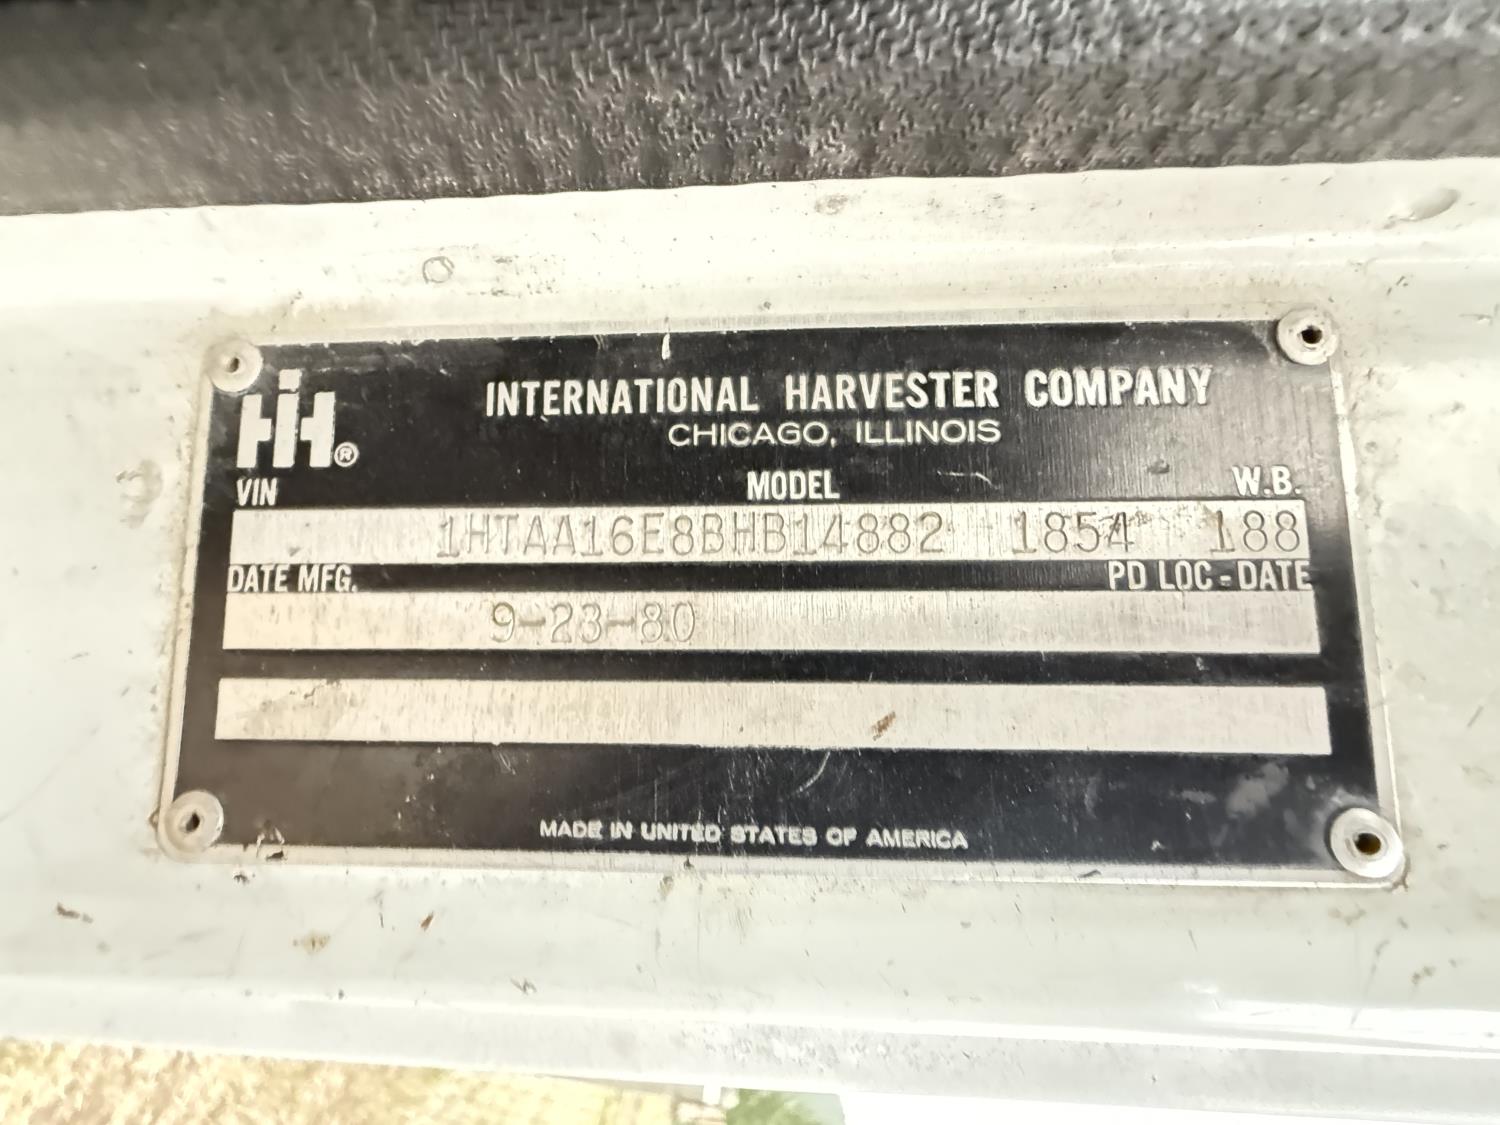 INTERNATIONAL HARVESTER COMPANY
IH® CHICAGO, ILLINOIS
VIN MODEL W.B.
1HTAA16E8BHB14882 1854 188
DATE MFG. PD LOC-DATE
9-23-80
MADE IN UNITED STATES OF AMERICA